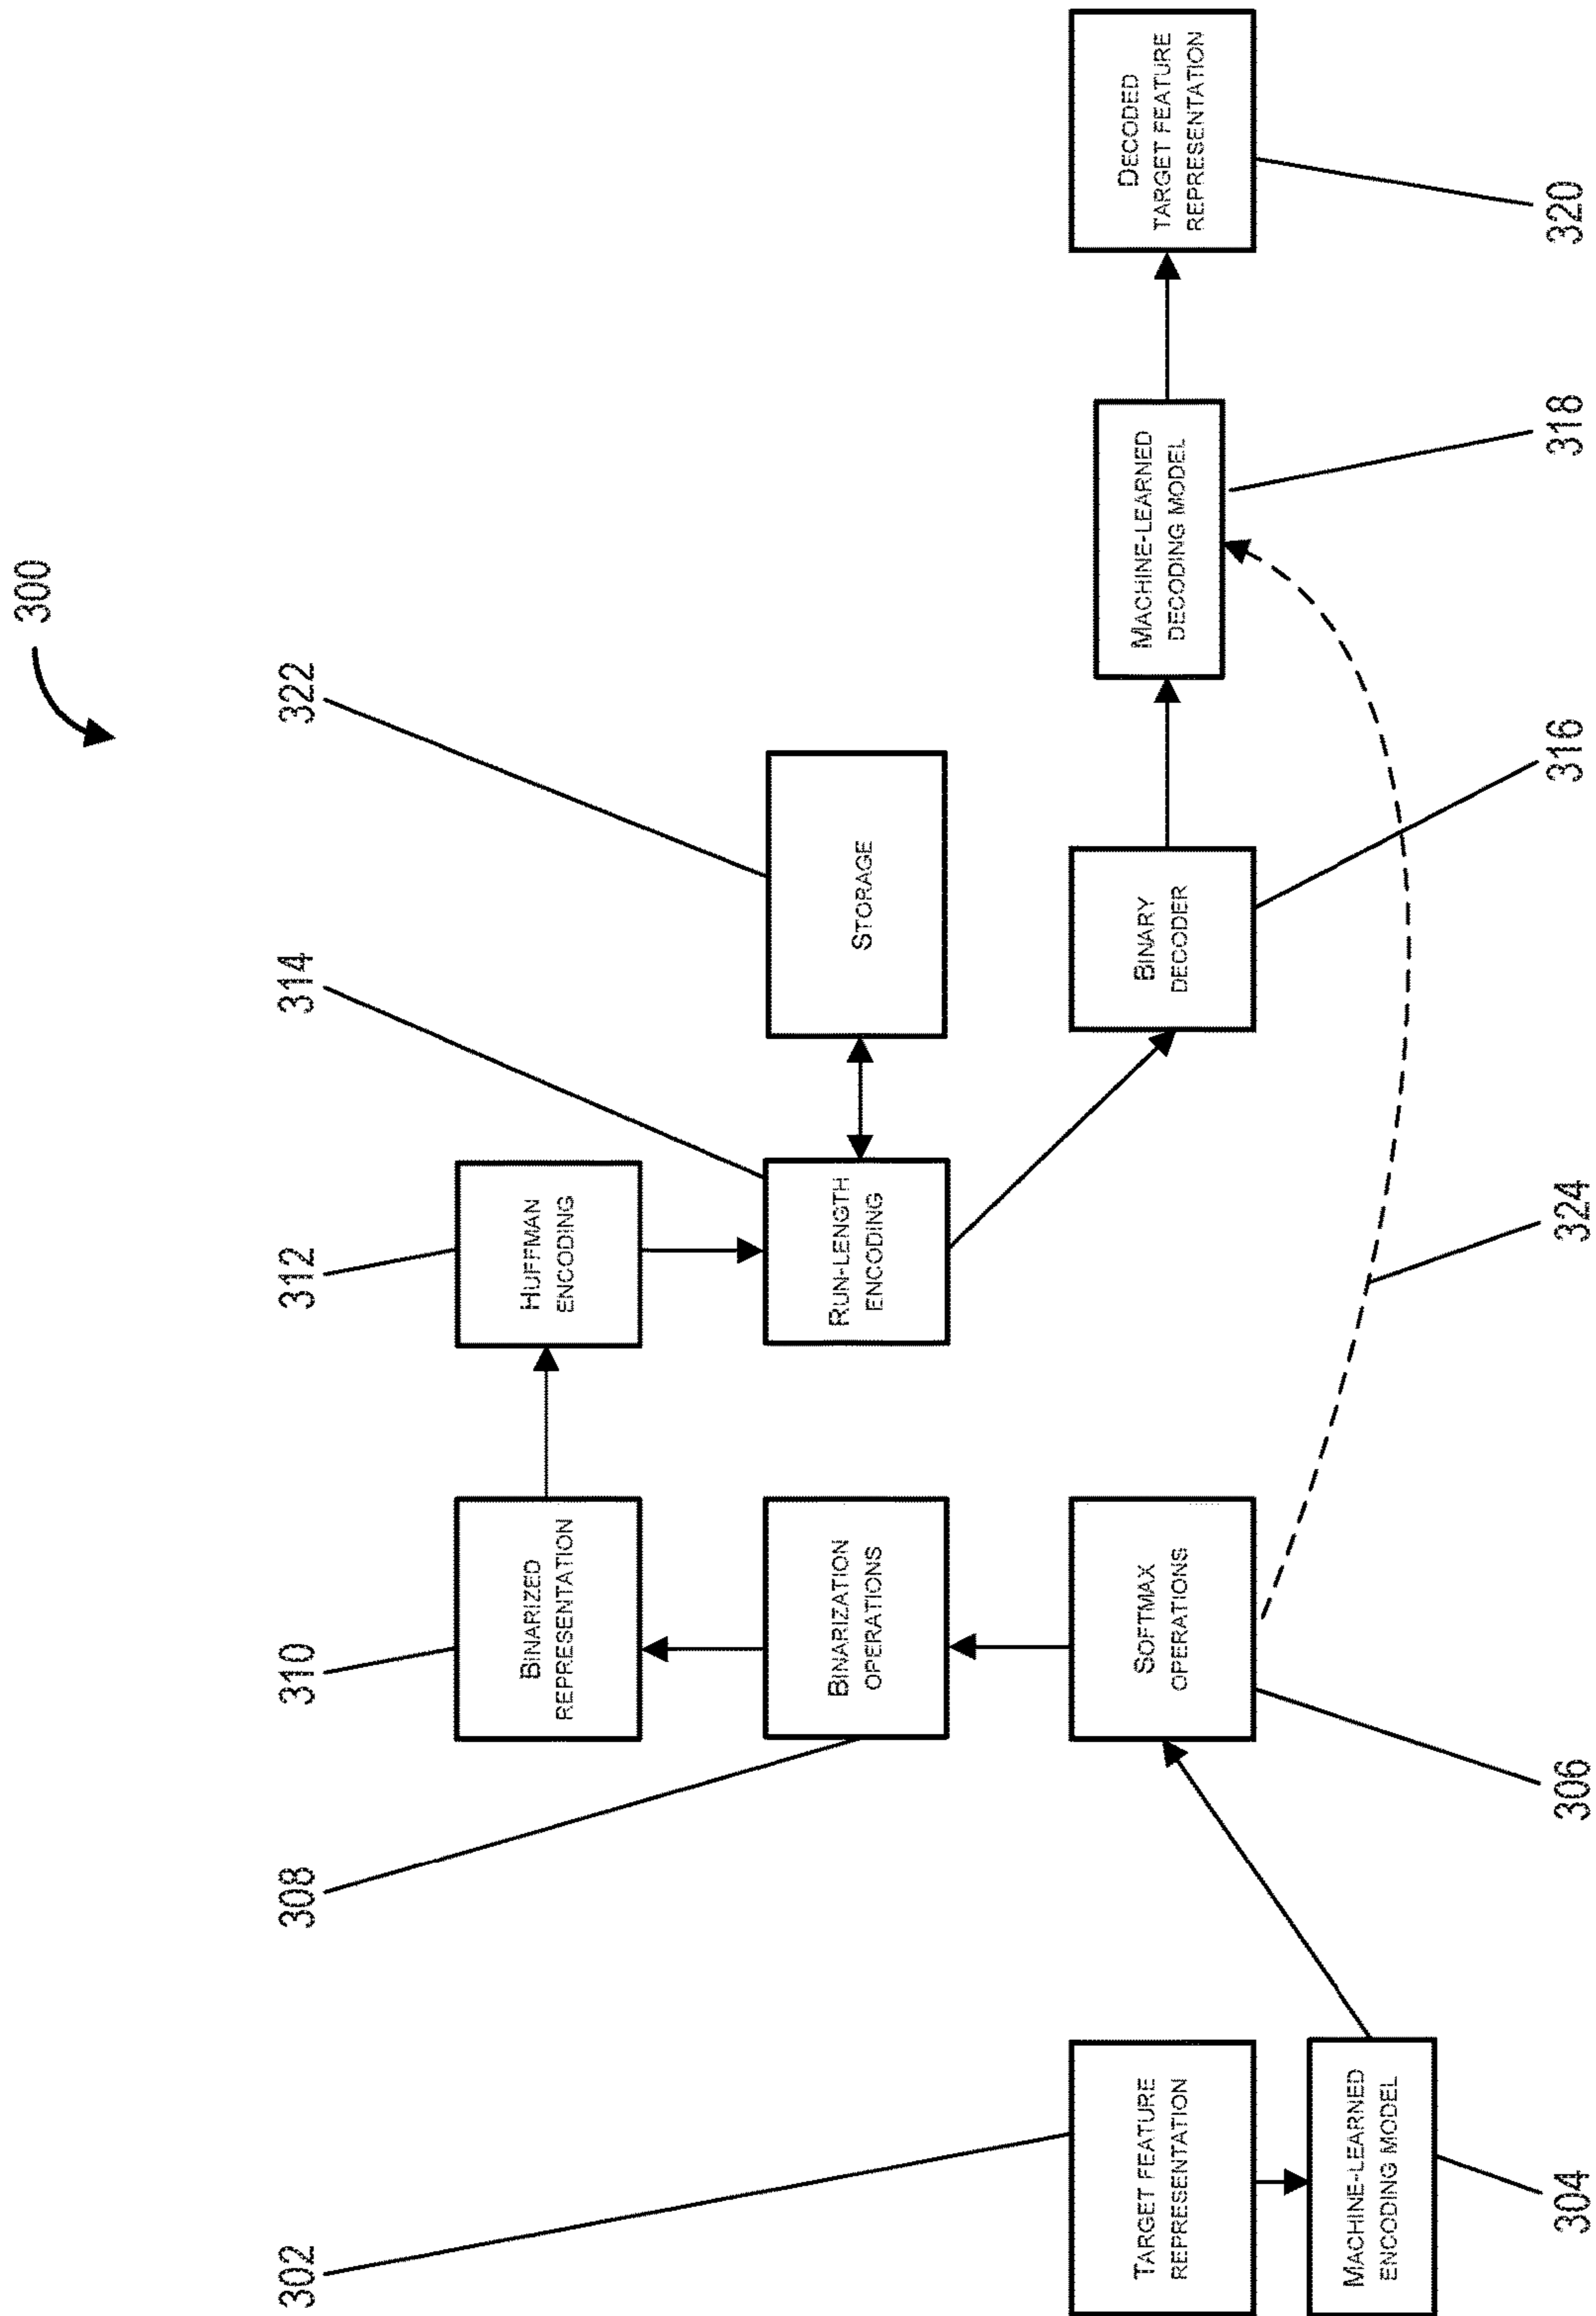 300
302
308
310
312
314
322
TARGET FEATURE
REPRESENTATION
MACHINE-LEARNED
ENCODING MODEL
SOFTMAX
OPERATIONS
BINARIZATION
OPERATIONS
BINARIZED
REPRESENTATION
HUFFMAN
ENCODING
RUN-LENGTH
ENCODING
STORAGE
BINARY
DECODER
MACHINE-LEARNED
DECODING MODEL
DECODED
TARGET FEATURE
REPRESENTATION
304
306
324
316
318
320